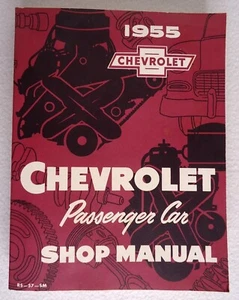 1955
CHEVROLET
CHEVROLET
Passenger Car
SHOP MANUAL